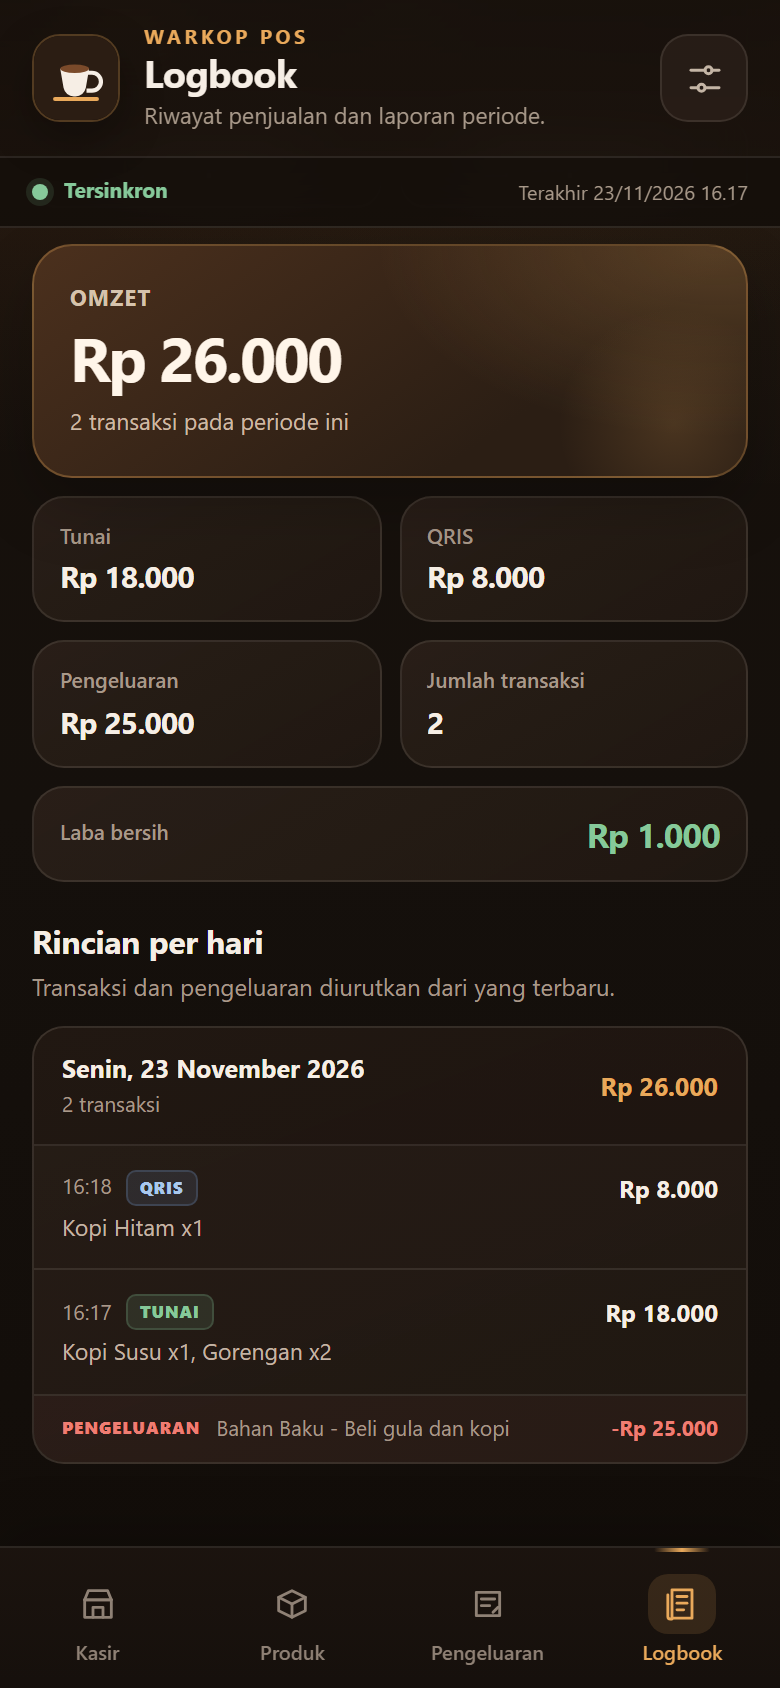 WARKOP POS
Logbook
Riwayat penjualan dan laporan periode.
Tersinkron
Terakhir 23/11/2026 16.17
OMZET
Rp 26.000
2 transaksi pada periode ini
Tunai
Rp 18.000
QRIS
Rp 8.000
Pengeluaran
Rp 25.000
Jumlah transaksi
2
Laba bersih
Rp 1.000
Rincian per hari
Transaksi dan pengeluaran diurutkan dari yang terbaru.
Senin, 23 November 2026
2 transaksi
Rp 26.000
16:18 QRIS
Rp 8.000
Kopi Hitam x1
16:17 TUNAI
Rp 18.000
Kopi Susu x1, Gorengan x2
PENGELUARAN Bahan Baku - Beli gula dan kopi -Rp 25.000
Kasir
Produk
Pengeluaran
Logbook